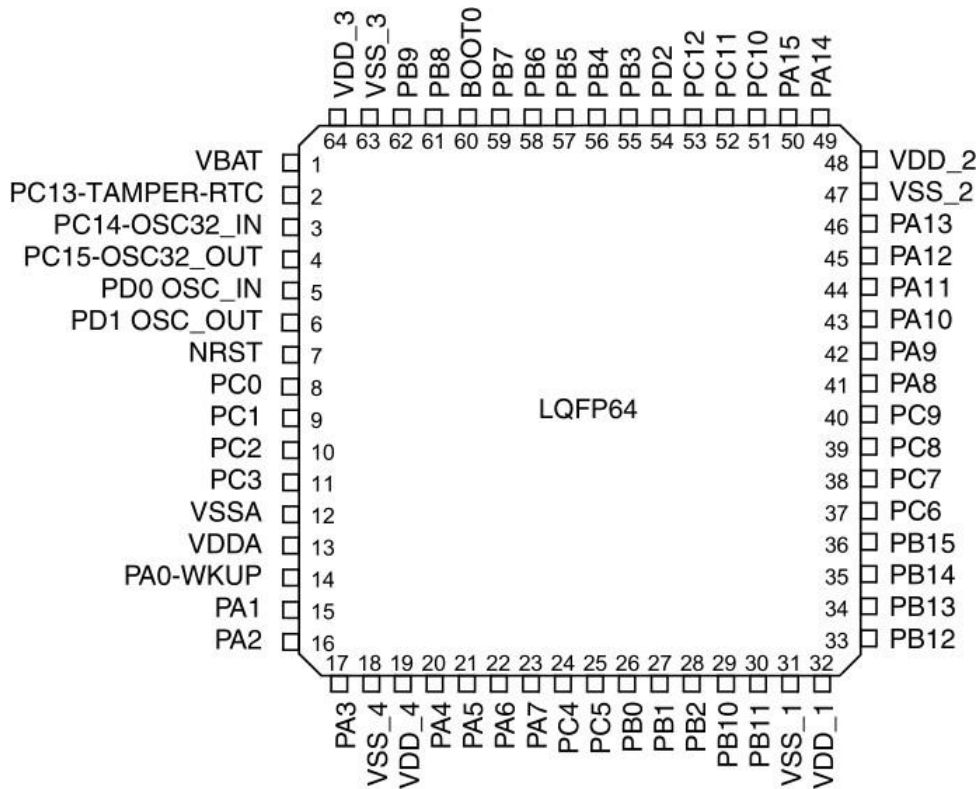 VDD_3
VSS_3
PB9
PB8
BOOT0
PB7
PB6
PB5
PB4
PB3
PD2
PC12
PC11
PC10
PA15
PA14
64 63 62 61 60 59 58 57 56 55 54 53 52 51 50 49
VBAT 1
PC13-TAMPER-RTC 2
PC14-OSC32_IN 3
PC15-OSC32_OUT 4
PD0 OSC_IN 5
PD1 OSC_OUT 6
NRST 7
PC0 8
PC1 9
PC2 10
PC3 11
VSSA 12
VDDA 13
PA0-WKUP 14
PA1 15
PA2 16
LQFP64
48 VDD_2
47 VSS_2
46 PA13
45 PA12
44 PA11
43 PA10
42 PA9
41 PA8
40 PC9
39 PC8
38 PC7
37 PC6
36 PB15
35 PB14
34 PB13
33 PB12
17 18 19 20 21 22 23 24 25 26 27 28 29 30 31 32
PA3
VSS_4
VDD_4
PA4
PA5
PA6
PA7
PC4
PC5
PB0
PB1
PB2
PB10
PB11
VSS_1
VDD_1